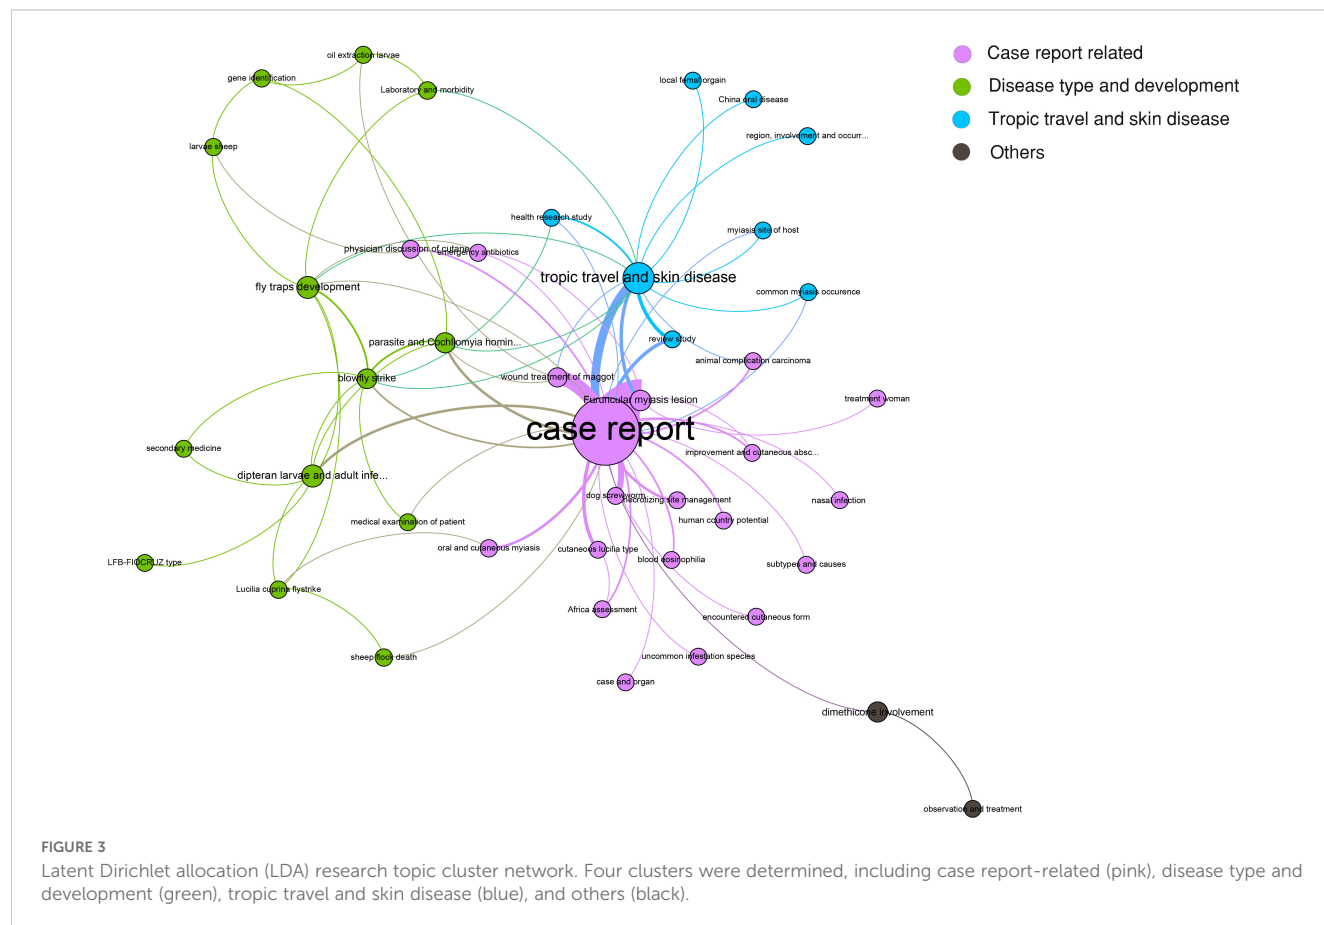 oil extraction larvae
gene identification
Laboratory and morbidity
larvae sheep
local femal orgain
China oral disease
region, involvement and occurr...
health research study
myiasis site of host
physician discussion of cutane
emergency antibiotics
tropic travel and skin disease
fly traps development
common myiasis occurence
parasite and Cochliomyia homin...
review study
animal complication carcinoma
blowfly strike
wound treatment of maggot
Furuncular myiasis lesion
treatment woman
case report
secondary medicine
improvement and cutaneous absc...
dipteran larvae and adult infe...
dog screwworm
necrotizing site management
nasal infection
medical examination of patient
human country potential
oral and cutaneous myiasis
cutaneous lucilia type
blood eosinophilia
LFB-FIOCRUZ type
subtypes and causes
Lucilia cuprina flystrike
Africa assessment
encountered cutaneous form
sheep flock death
uncommon infestation species
case and organ
dimethicone involvement
observation and treatment
Case report related
Disease type and development
Tropic travel and skin disease
Others
FIGURE 3
Latent Dirichlet allocation (LDA) research topic cluster network. Four clusters were determined, including case report-related (pink), disease type and
development (green), tropic travel and skin disease (blue), and others (black).